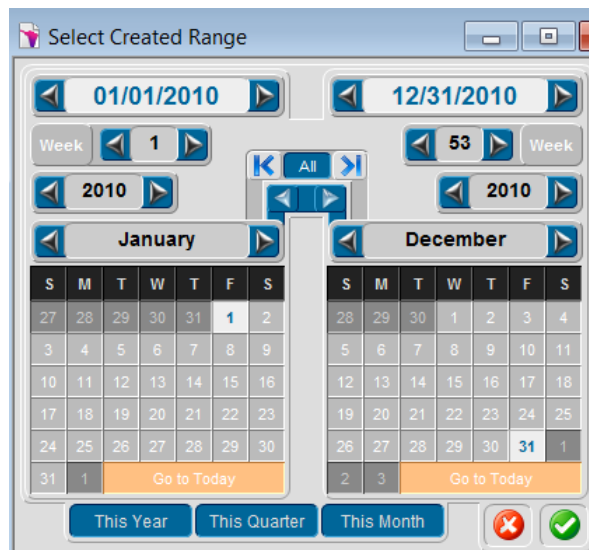 Select Created Range
01/01/2010 12/31/2010
Week 1 53 Week
All
2010 2010
January December
S M T W T F S S M T W T F S
27 28 29 30 31 1 2 28 29 30 1 2 3 4
3 4 5 6 7 8 9 5 6 7 8 9 10 11
10 11 12 13 14 15 16 12 13 14 15 16 17 18
17 18 19 20 21 22 23 19 20 21 22 23 24 25
24 25 26 27 28 29 30 26 27 28 29 30 31 1
31 1 Go to Today 2 3 Go to Today
This Year This Quarter This Month